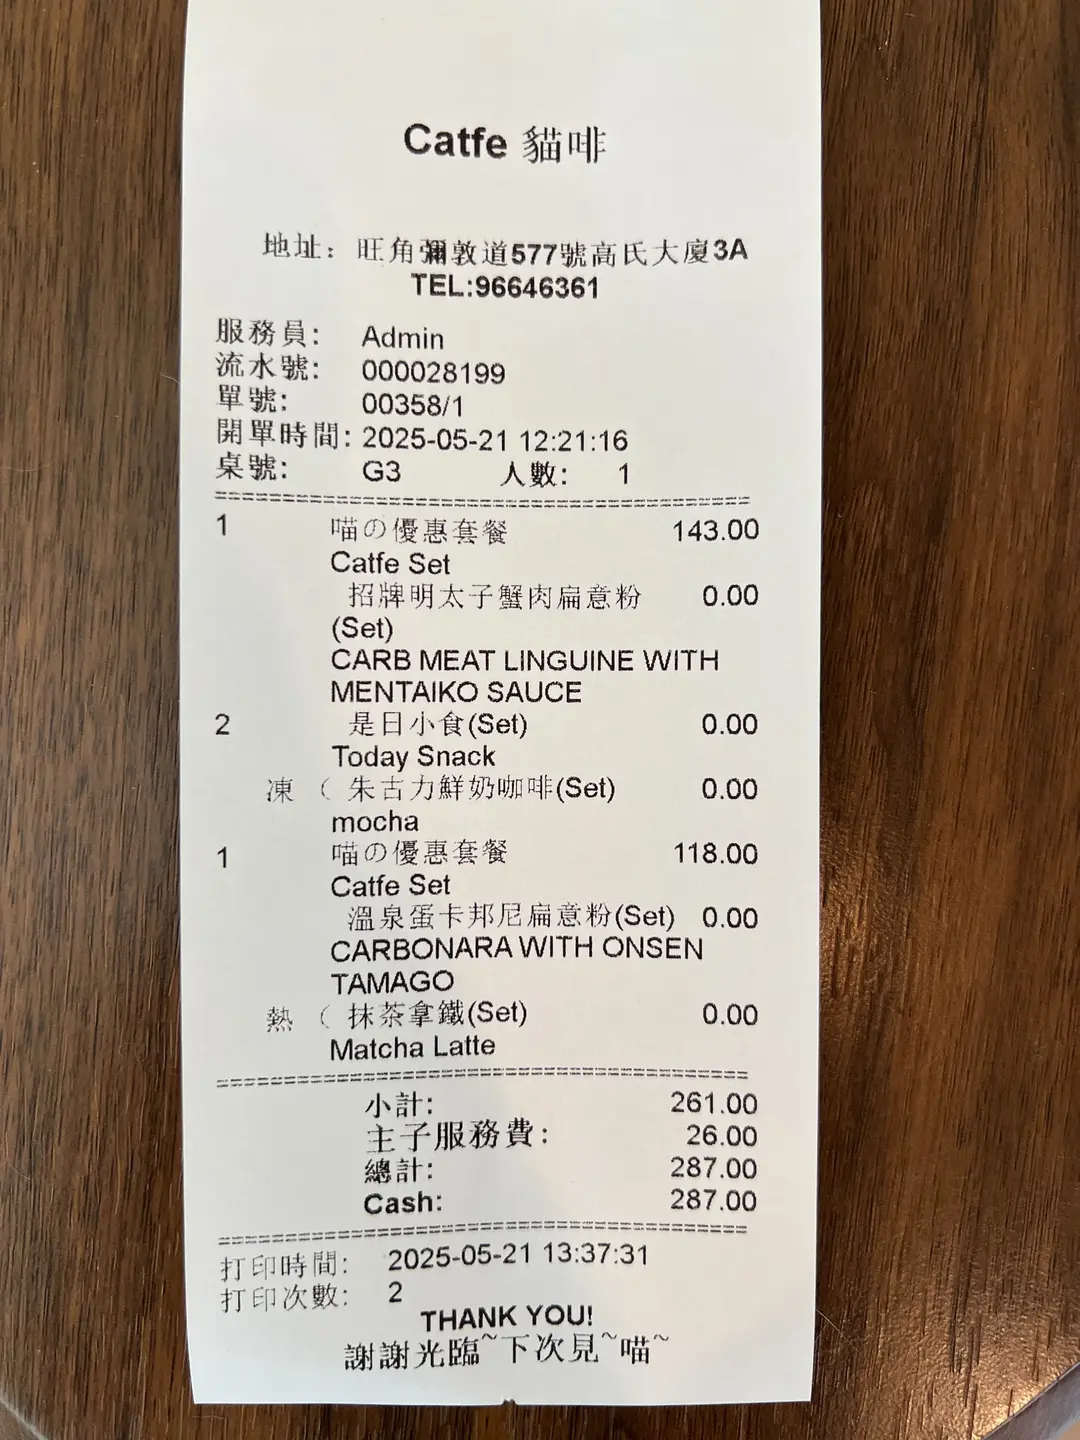 Catfe 貓啡
地址：旺角彌敦道577號高氏大廈3A
TEL:96646361
服務員: Admin
流水號: 000028199
單號: 00358/1
開單時間: 2025-05-21 12:21:16
桌號: G3 人數: 1
1 喵の優惠套餐 143.00
Catfe Set
招牌明太子蟹肉扁意粉 0.00
(Set)
CARB MEAT LINGUINE WITH
MENTAIKO SAUCE
2 是日小食(Set) 0.00
Today Snack
凍 ( 朱古力鮮奶咖啡(Set) 0.00
mocha
1 喵の優惠套餐 118.00
Catfe Set
溫泉蛋卡邦尼扁意粉(Set) 0.00
CARBONARA WITH ONSEN
TAMAGO
熱 ( 抹茶拿鐵(Set) 0.00
Matcha Latte
小計: 261.00
主子服務費: 26.00
總計: 287.00
Cash: 287.00
打印時間: 2025-05-21 13:37:31
打印次數: 2
THANK YOU!
謝謝光臨~下次見~喵~